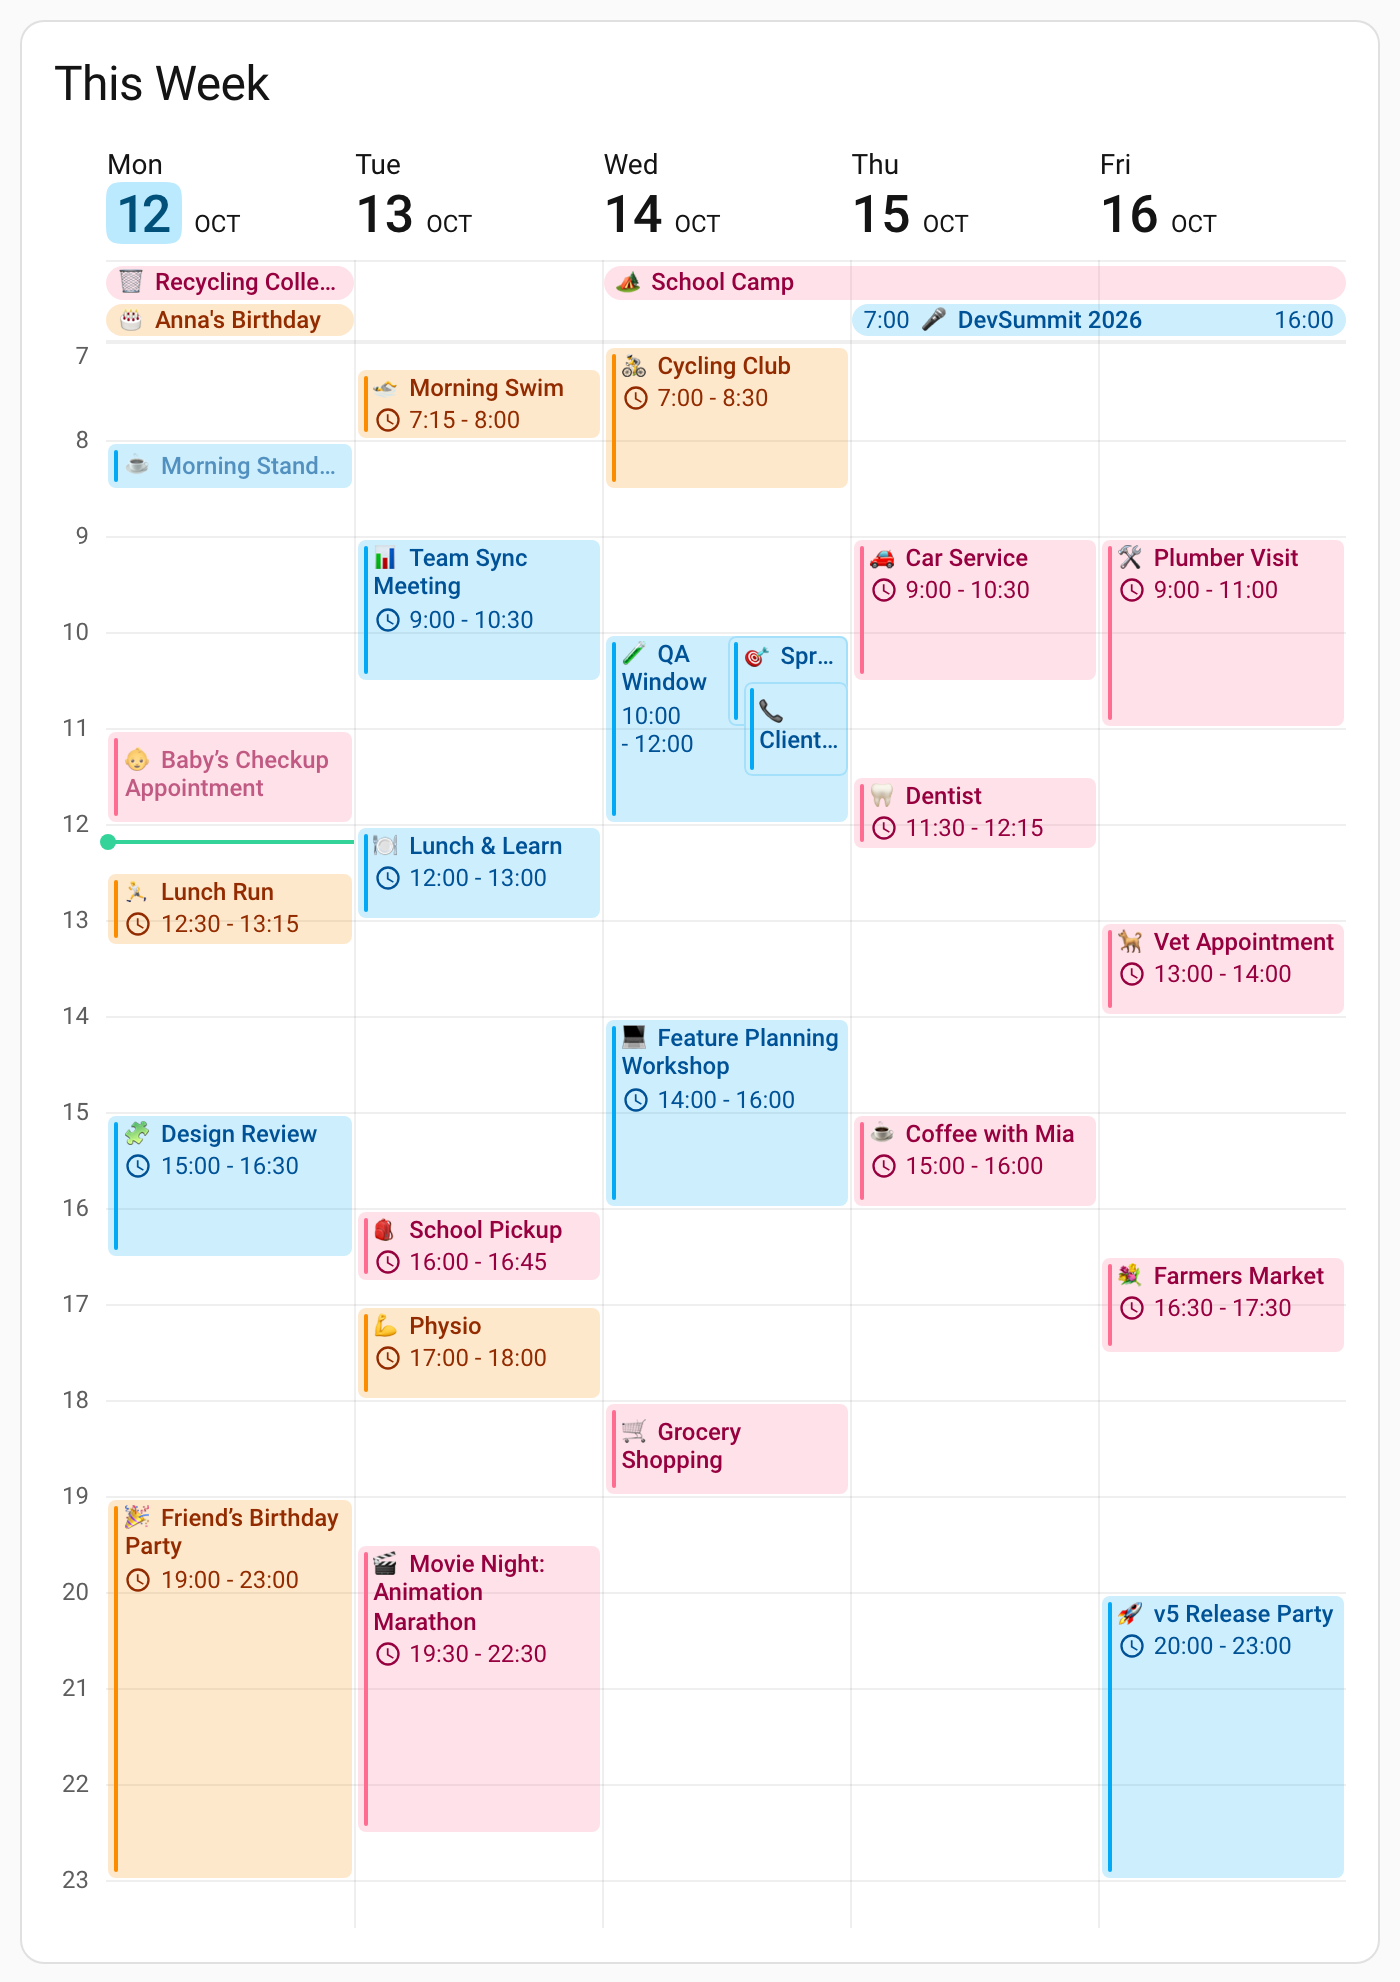 This Week
Mon
12 OCT
Tue
13 OCT
Wed
14 OCT
Thu
15 OCT
Fri
16 OCT
Recycling Colle...
School Camp
Anna's Birthday
7:00 DevSummit 2026 16:00
7
8
9
10
11
12
13
14
15
16
17
18
19
20
21
22
23
Morning Stand...
Baby’s Checkup
Appointment
Lunch Run
12:30 - 13:15
Design Review
15:00 - 16:30
Friend’s Birthday
Party
19:00 - 23:00
Morning Swim
7:15 - 8:00
Team Sync
Meeting
9:00 - 10:30
Lunch & Learn
12:00 - 13:00
School Pickup
16:00 - 16:45
Physio
17:00 - 18:00
Movie Night:
Animation
Marathon
19:30 - 22:30
Cycling Club
7:00 - 8:30
QA
Window
10:00
- 12:00
Spr...
Client...
Feature Planning
Workshop
14:00 - 16:00
Grocery
Shopping
Car Service
9:00 - 10:30
Dentist
11:30 - 12:15
Coffee with Mia
15:00 - 16:00
Plumber Visit
9:00 - 11:00
Vet Appointment
13:00 - 14:00
Farmers Market
16:30 - 17:30
v5 Release Party
20:00 - 23:00